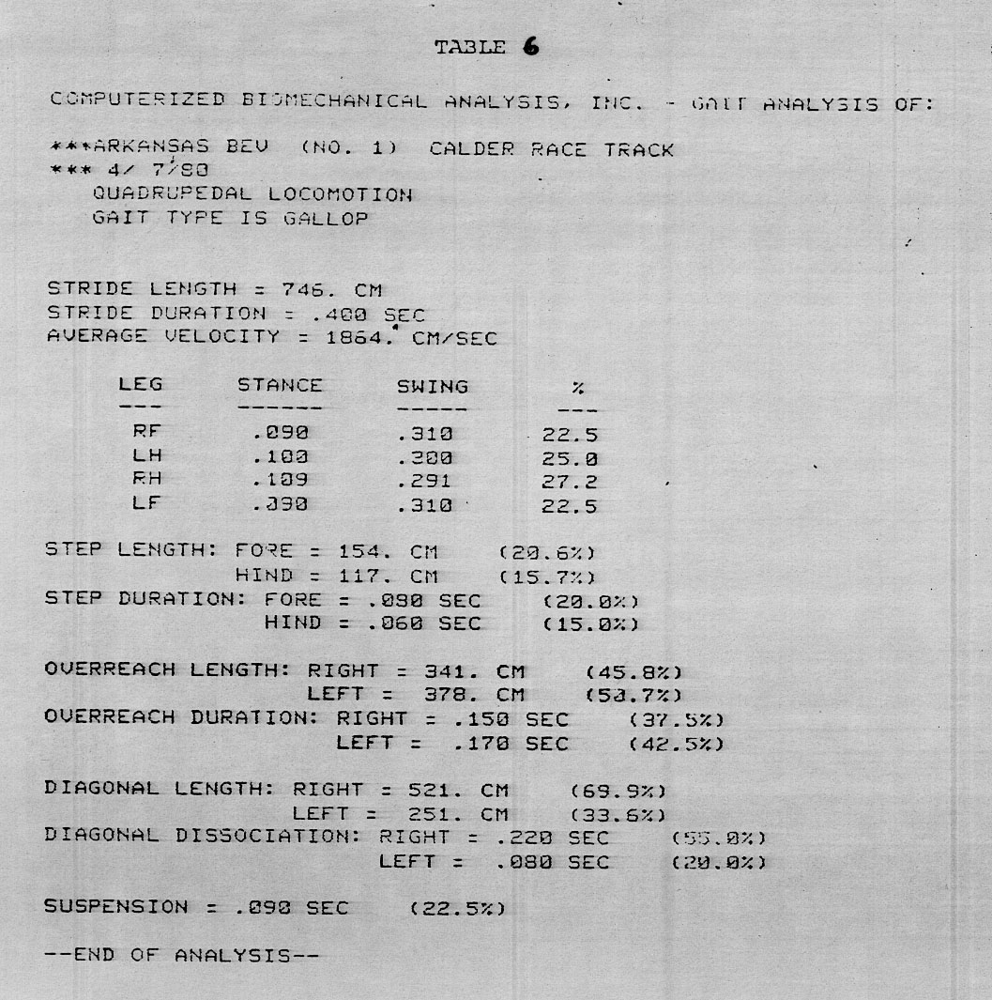 TABLE 6
COMPUTERIZED BIOMECHANICAL ANALYSIS, INC. - GAIT ANALYSIS OF:
***ARKANSAS BEV (NO. 1) CALDER RACE TRACK
*** 4/ 7/80
QUADRUPEDAL LOCOMOTION
GAIT TYPE IS GALLOP
STRIDE LENGTH = 746. CM
STRIDE DURATION = .400 SEC
AVERAGE VELOCITY = 1864. CM/SEC
LEG STANCE SWING %
--- ------ ----- ---
RF .090 .310 22.5
LH .100 .300 25.0
RH .109 .291 27.2
LF .090 .310 22.5
STEP LENGTH: FORE = 154. CM (20.6%)
HIND = 117. CM (15.7%)
STEP DURATION: FORE = .080 SEC (20.0%)
HIND = .060 SEC (15.0%)
OVERREACH LENGTH: RIGHT = 341. CM (45.8%)
LEFT = 378. CM (50.7%)
OVERREACH DURATION: RIGHT = .150 SEC (37.5%)
LEFT = .170 SEC (42.5%)
DIAGONAL LENGTH: RIGHT = 521. CM (69.9%)
LEFT = 251. CM (33.6%)
DIAGONAL DISSOCIATION: RIGHT = .220 SEC (55.0%)
LEFT = .080 SEC (20.0%)
SUSPENSION = .090 SEC (22.5%)
--END OF ANALYSIS--